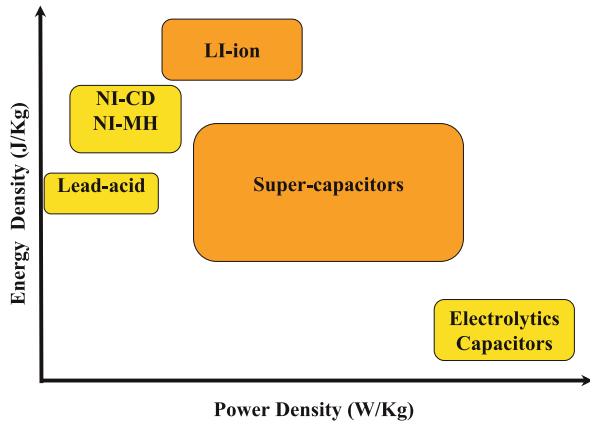 LI-ion
NI-CD
NI-MH
Lead-acid
Super-capacitors
Electrolytics
Capacitors
Energy Density (J/Kg)
Power Density (W/Kg)